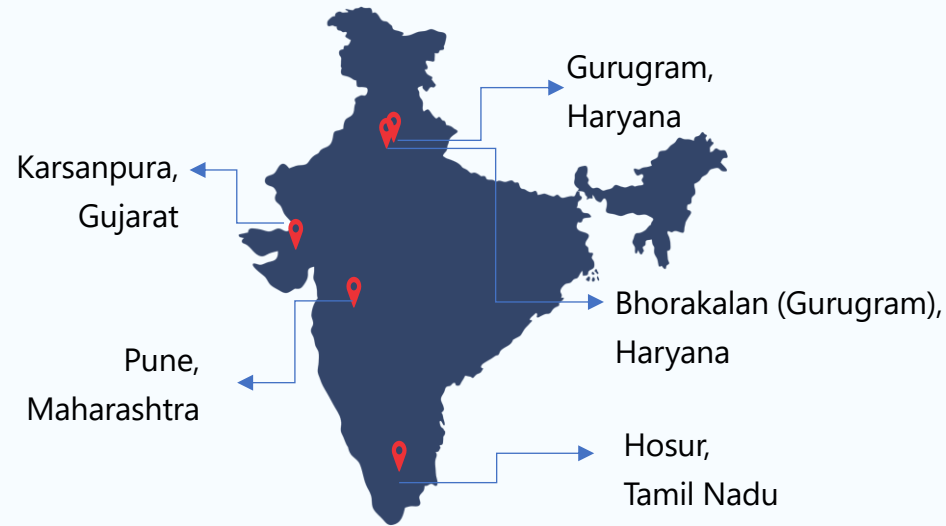 Gurugram,
Haryana
Karsanpura,
Gujarat
Bhorakalan (Gurugram),
Haryana
Pune,
Maharashtra
Hosur,
Tamil Nadu